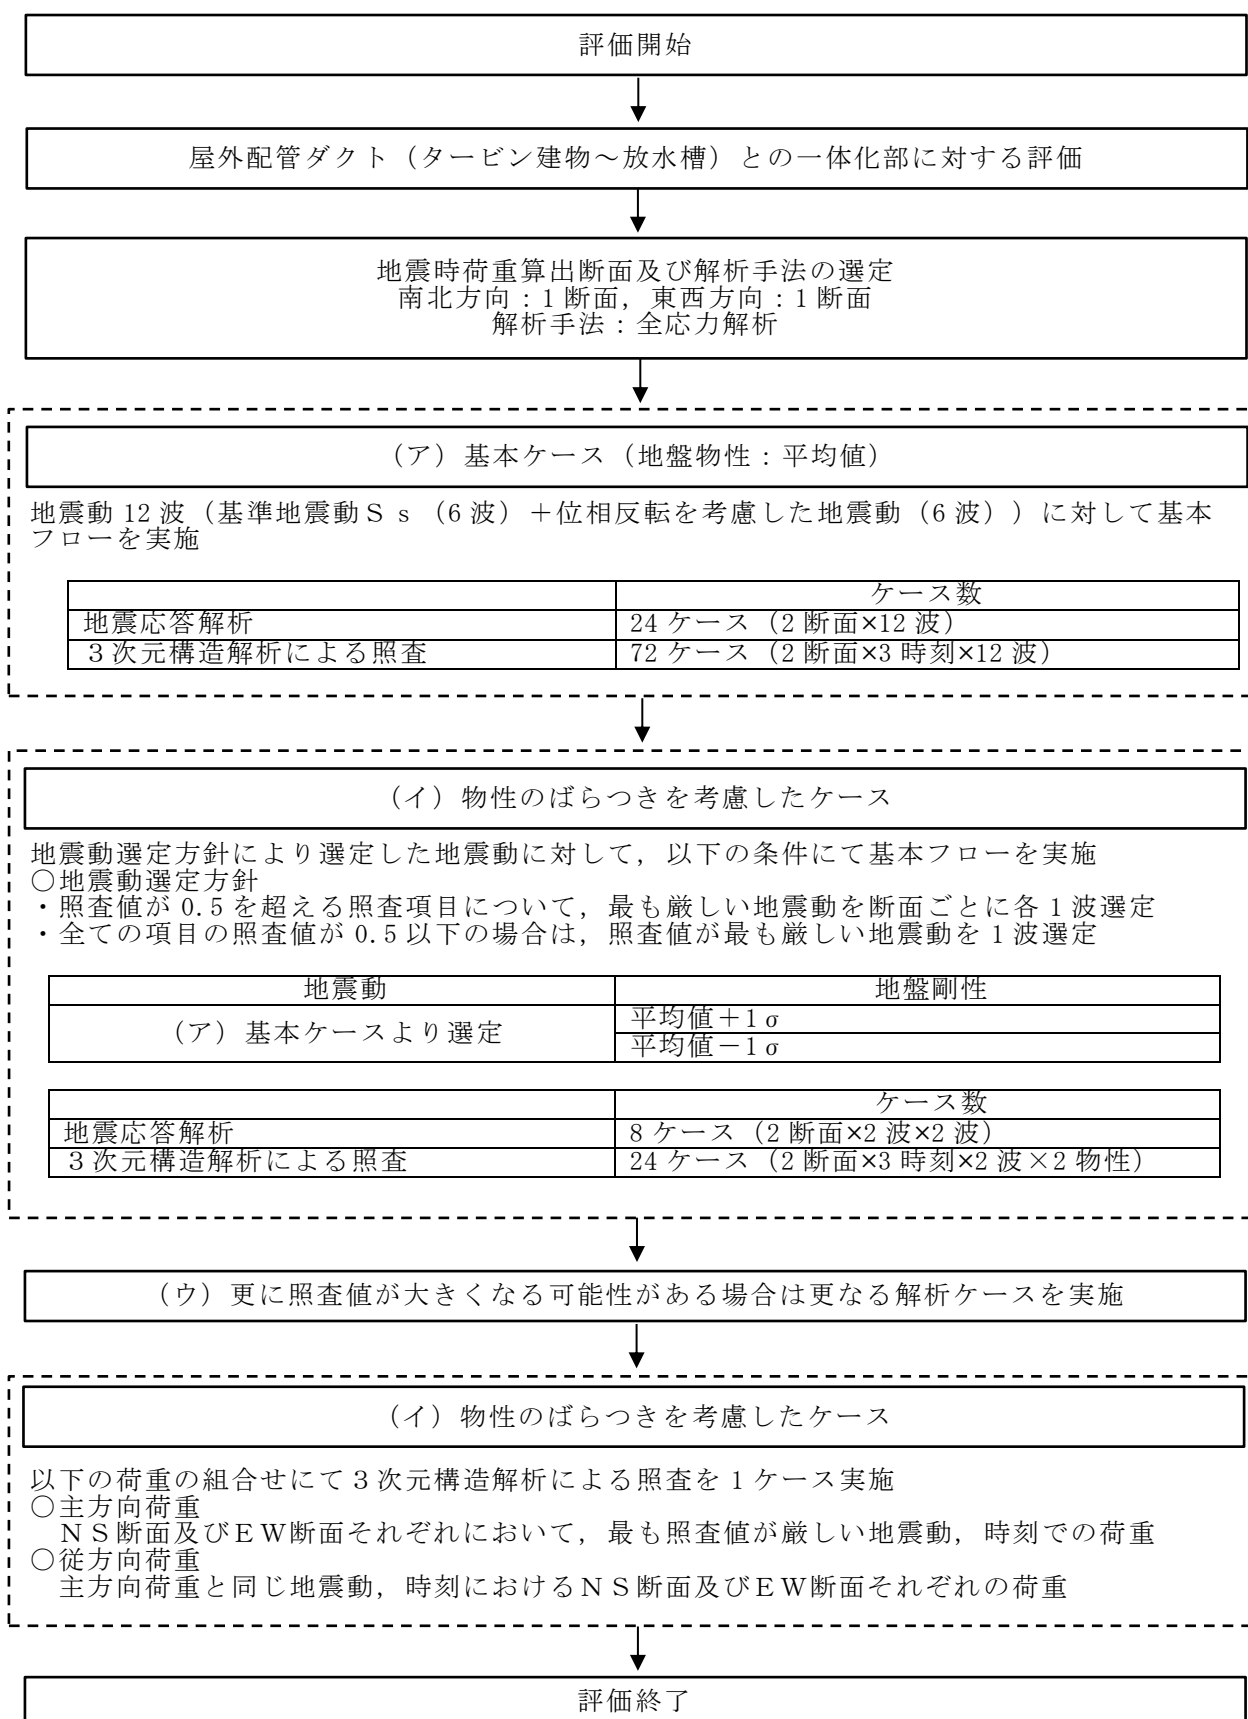 評価開始
屋外配管ダクト（タービン建物～放水槽）との一体化部に対する評価
地震時荷重算出断面及び解析手法の選定
南北方向：1断面，東西方向：1断面
解析手法：全応力解析
（ア）基本ケース（地盤物性：平均値）
地震動 12 波（基準地震動Ｓｓ（6 波）＋位相反転を考慮した地震動（6 波））に対して基本
フローを実施
ケース数
地震応答解析 24 ケース（2 断面×12 波）
３次元構造解析による照査 72 ケース（2 断面×3 時刻×12 波）
（イ）物性のばらつきを考慮したケース
地震動選定方針により選定した地震動に対して，以下の条件にて基本フローを実施
○地震動選定方針
・照査値が 0.5 を超える照査項目について，最も厳しい地震動を断面ごとに各 1 波選定
・全ての項目の照査値が 0.5 以下の場合は，照査値が最も厳しい地震動を 1 波選定
地震動 地盤剛性
（ア）基本ケースより選定 平均値＋1σ
平均値－1σ
ケース数
地震応答解析 8 ケース（2 断面×2 波×2 波）
３次元構造解析による照査 24 ケース（2 断面×3 時刻×2 波×2 物性）
（ウ）更に照査値が大きくなる可能性がある場合は更なる解析ケースを実施
（イ）物性のばらつきを考慮したケース
以下の荷重の組合せにて３次元構造解析による照査を 1 ケース実施
○主方向荷重
ＮＳ断面及びＥＷ断面それぞれにおいて，最も照査値が厳しい地震動，時刻での荷重
○従方向荷重
主方向荷重と同じ地震動，時刻におけるＮＳ断面及びＥＷ断面それぞれの荷重
評価終了